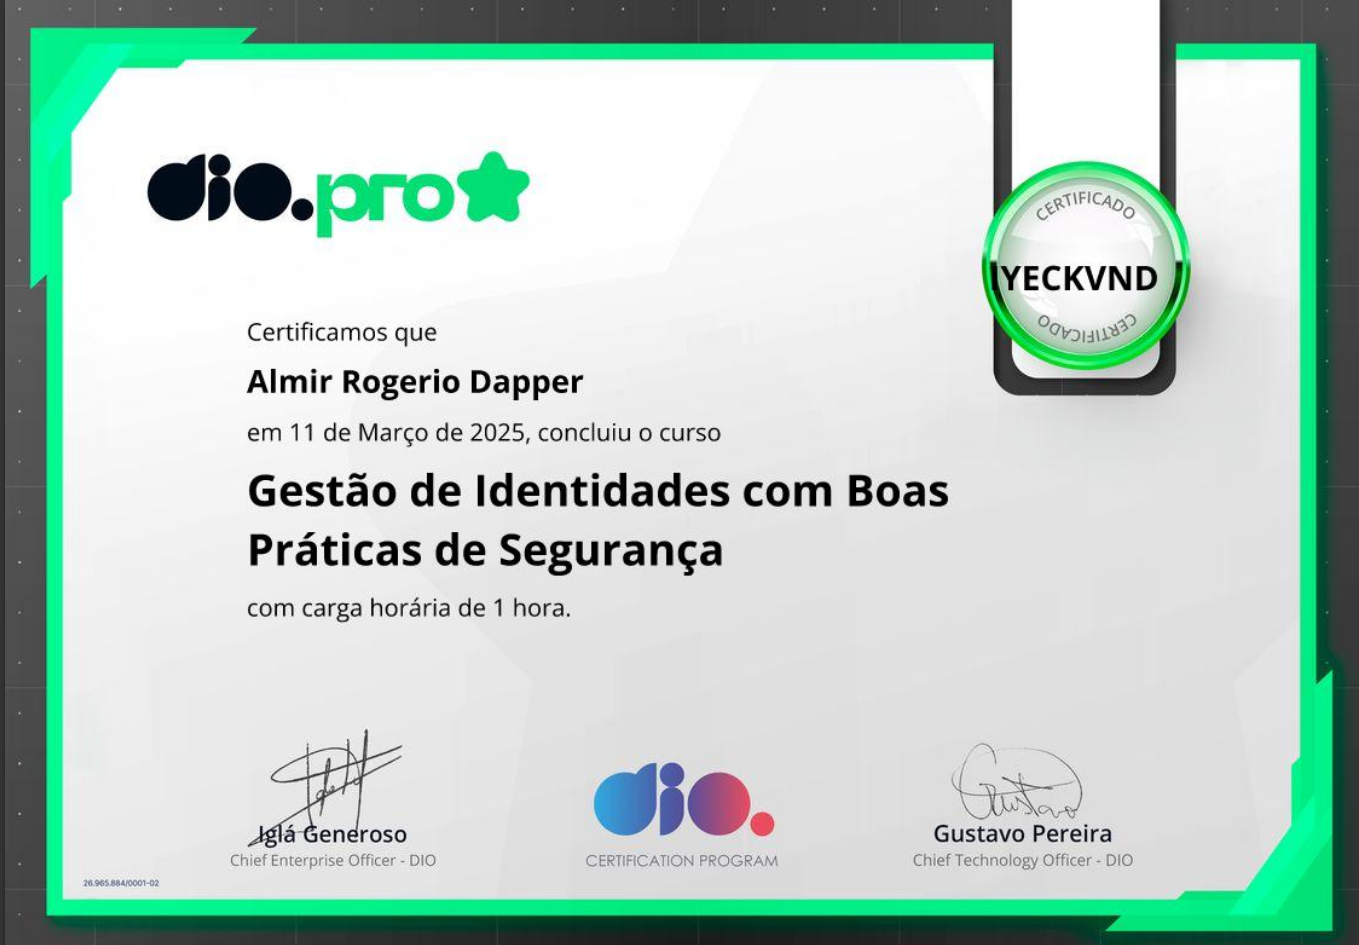 dio.pro
CERTIFICADO
IYECKVND
CERTIFICADO
Certificamos que
Almir Rogerio Dapper
em 11 de Março de 2025, concluiu o curso
Gestão de Identidades com Boas
Práticas de Segurança
com carga horária de 1 hora.
Iglá Generoso
Chief Enterprise Officer - DIO
dio.
CERTIFICATION PROGRAM
Gustavo
Gustavo Pereira
Chief Technology Officer - DIO
26.965.884/0001-02